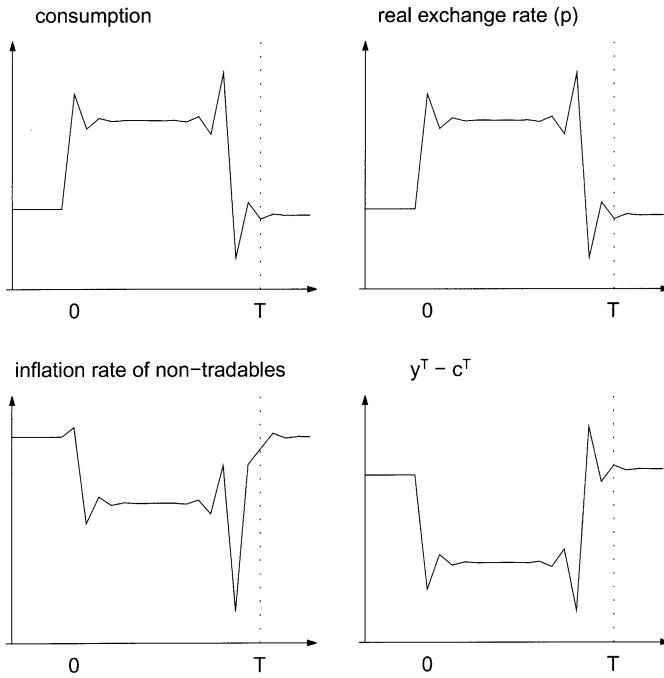 consumption
real exchange rate (p)
0
T
0
T
inflation rate of non−tradables
yᵀ − cᵀ
0
T
0
T